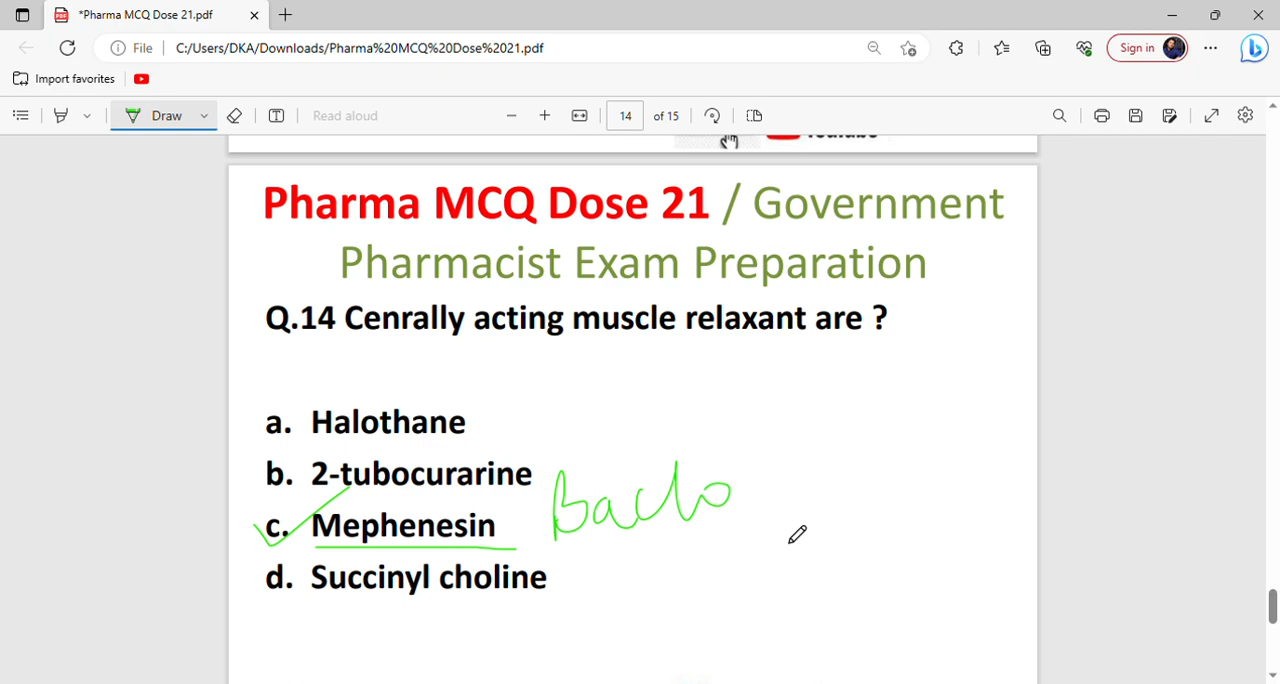 *Pharma MCQ Dose 21.pdf
File C:/Users/DKA/Downloads/Pharma%20MCQ%20Dose%2021.pdf
Sign in
Import favorites
Draw
Read aloud
14 of 15
YouTube
Pharma MCQ Dose 21 / Government
Pharmacist Exam Preparation
Q.14 Cenrally acting muscle relaxant are ?
a. Halothane
b. 2-tubocurarine
c. Mephenesin
Baclo
d. Succinyl choline